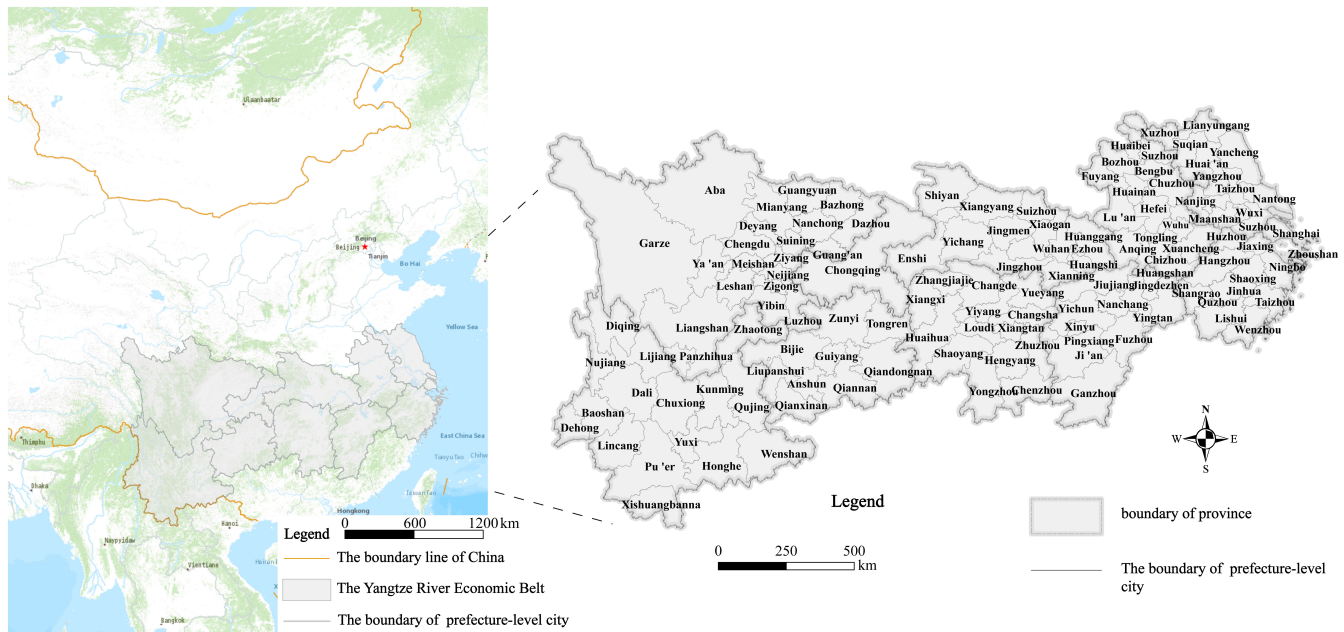 Ulaanbaatar
Beijing
Beijing
Tianjin
Bo Hai
Yellow Sea
East China Sea
Thimphu
Dhaka
Taiwan
Hongkong
Hanoi
Naypyidaw
Vientiane
Bangkok
Legend
0 600 1200 km
The boundary line of China
The Yangtze River Economic Belt
The boundary of prefecture-level city
Lianyungang
Xuzhou
Huaibei Suqian
Bozhou Suzhou Yancheng
Huai 'an
Fuyang Bengbu Yangzhou
Chuzhou Taizhou
Huainan Nanjing Nantong
Hefei Wuxi
Lu 'an Maanshan
Wuhu Suzhou Shanghai
Tongling Huzhou
Anqing Xuancheng Jiaxing Zhoushan
Chizhou Hangzhou
Huangshan Ningbo
Shaoxing
Jiujiang Jingdezhen Shangrao Jinhua
Quzhou Taizhou
Nanchang Lishui
Yingtan Wenzhou
Aba Guangyuan Shiyan
Mianyang Bazhong Xiangyang Suizhou
Deyang Nanchong Dazhou Jingmen Xiaogan
Garze Chengdu Suining Yichang Wuhan Ezhou Huanggang
Ya 'an Meishan Ziyang Guang'an Enshi Jingzhou Huangshi
Neijiang Chongqing Xianning
Leshan Zigong Zhangjiajie Changde
Xiangxi Yueyang
Yibin Yiyang Changsha Yichun
Diqing Liangshan Zhaotong Luzhou Zunyi Tongren Loudi Xiangtan Xinyu
Huaihua Zhuzhou Pingxiang Fuzhou
Nujiang Lijiang Panzhihua Bijie Guiyang Shaoyang Hengyang Ji 'an
Liupanshui Qiandongnan
Dali Kunming Anshun Qiannan Yongzhou Chenzhou Ganzhou
Chuxiong Qujing Qianxinan
Baoshan
Dehong
Lincang Yuxi
Wenshan
Pu 'er Honghe
Xishuangbanna
N
W E
S
Legend
0 250 500
km
boundary of province
The boundary of prefecture-level
city